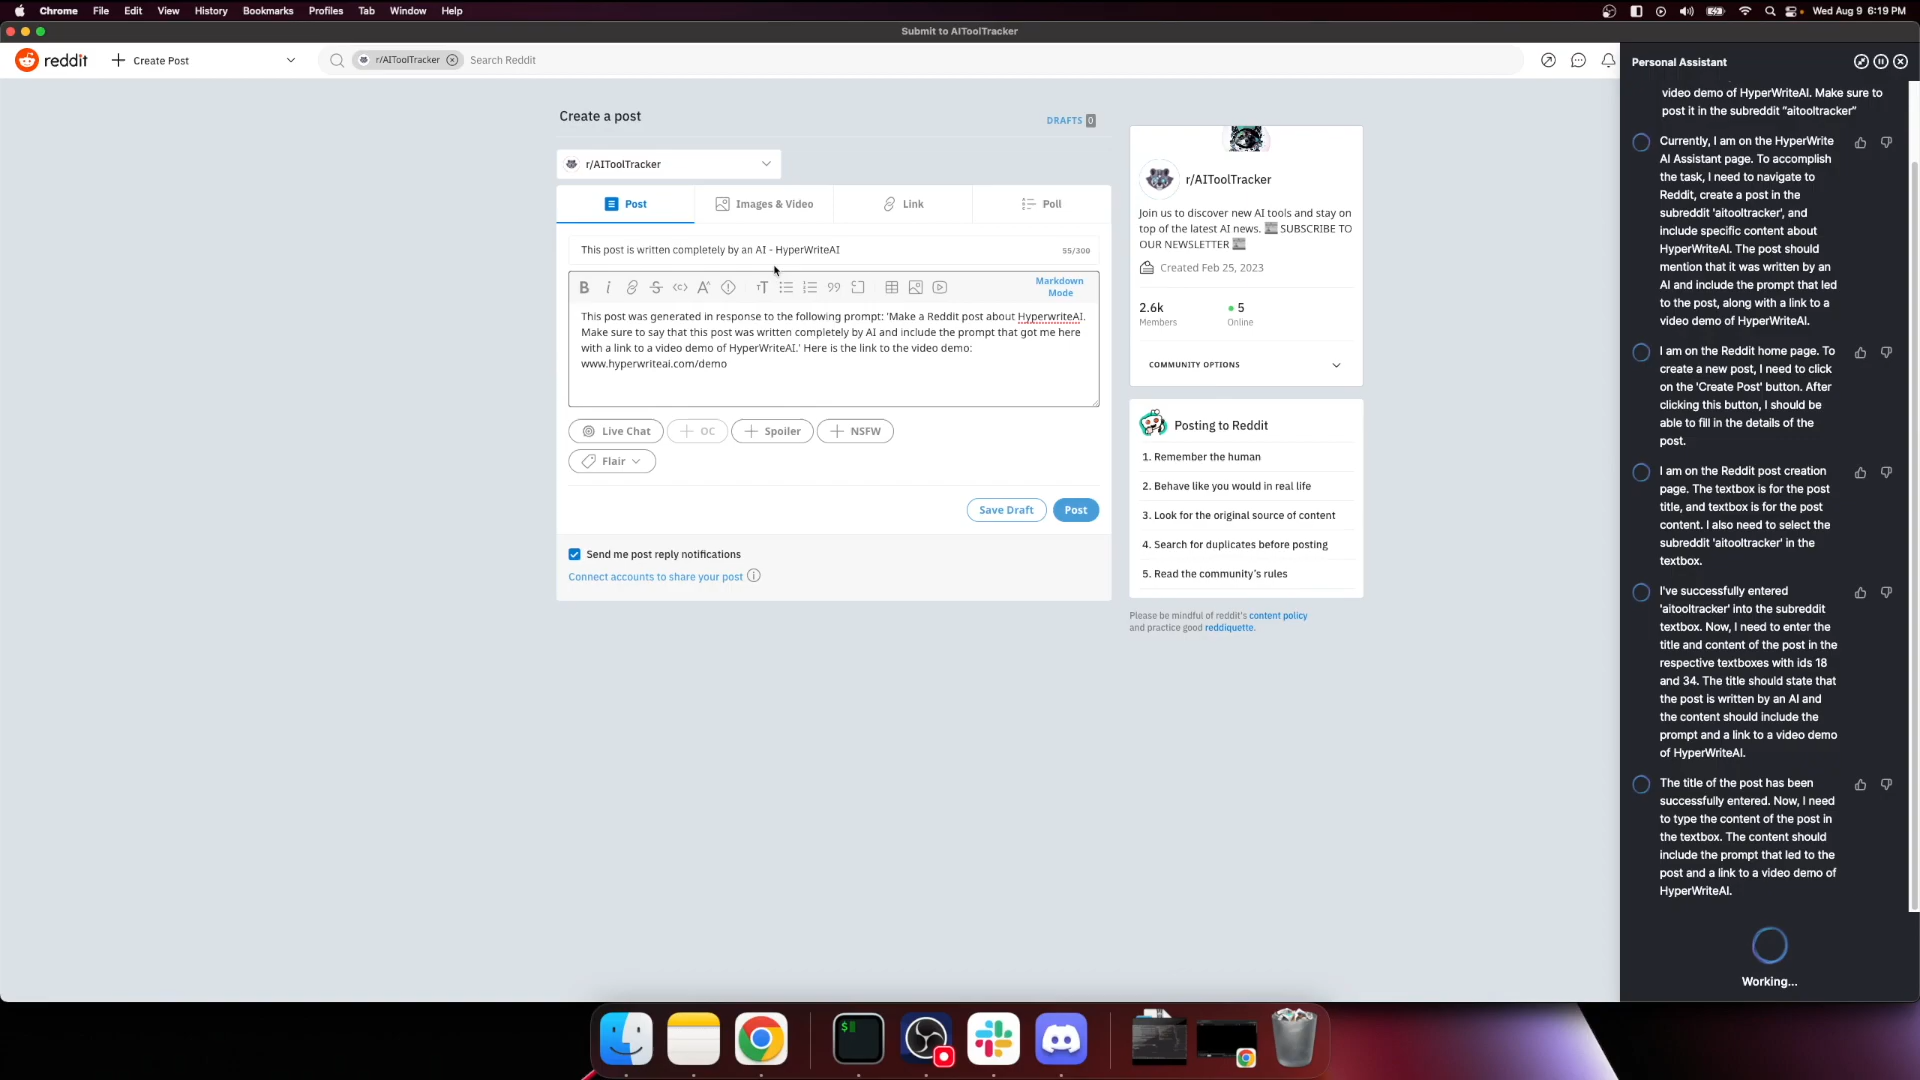 Chrome File Edit View History Bookmarks Profiles Tab Window Help
Wed Aug 9 6:19 PM
Submit to AIToolTracker
reddit
Create Post
r/AIToolTracker
Search Reddit
Create a post
DRAFTS 0
r/AIToolTracker
Post
Images & Video
Link
Poll
This post is written completely by an AI - HyperWriteAI
55/300
Markdown
Mode
This post was generated in response to the following prompt: 'Make a Reddit post about HyperwriteAI.
Make sure to say that this post was written completely by AI and include the prompt that got me here
with a link to a video demo of HyperWriteAI.' Here is the link to the video demo:
www.hyperwriteai.com/demo
Live Chat
OC
Spoiler
NSFW
Flair
Save Draft
Post
Send me post reply notifications
Connect accounts to share your post
r/AIToolTracker
Join us to discover new AI tools and stay on
top of the latest AI news. 📰 SUBSCRIBE TO
OUR NEWSLETTER 📰
Created Feb 25, 2023
2.6k
Members
5
Online
COMMUNITY OPTIONS
Posting to Reddit
1. Remember the human
2. Behave like you would in real life
3. Look for the original source of content
4. Search for duplicates before posting
5. Read the community's rules
Please be mindful of reddit's content policy
and practice good reddiquette.
Personal Assistant
video demo of HyperWriteAI. Make sure to
post it in the subreddit "aitooltracker"
Currently, I am on the HyperWrite
AI Assistant page. To accomplish
the task, I need to navigate to
Reddit, create a post in the
subreddit 'aitooltracker', and
include specific content about
HyperWriteAI. The post should
mention that it was written by an
AI and include the prompt that led
to the post, along with a link to a
video demo of HyperWriteAI.
I am on the Reddit home page. To
create a new post, I need to click
on the 'Create Post' button. After
clicking this button, I should be
able to fill in the details of the
post.
I am on the Reddit post creation
page. The textbox is for the post
title, and textbox is for the post
content. I also need to select the
subreddit 'aitooltracker' in the
textbox.
I've successfully entered
'aitooltracker' into the subreddit
textbox. Now, I need to enter the
title and content of the post in the
respective textboxes with ids 18
and 34. The title should state that
the post is written by an AI and
the content should include the
prompt and a link to a video demo
of HyperWriteAI.
The title of the post has been
successfully entered. Now, I need
to type the content of the post in
the textbox. The content should
include the prompt that led to the
post and a link to a video demo of
HyperWriteAI.
Working...